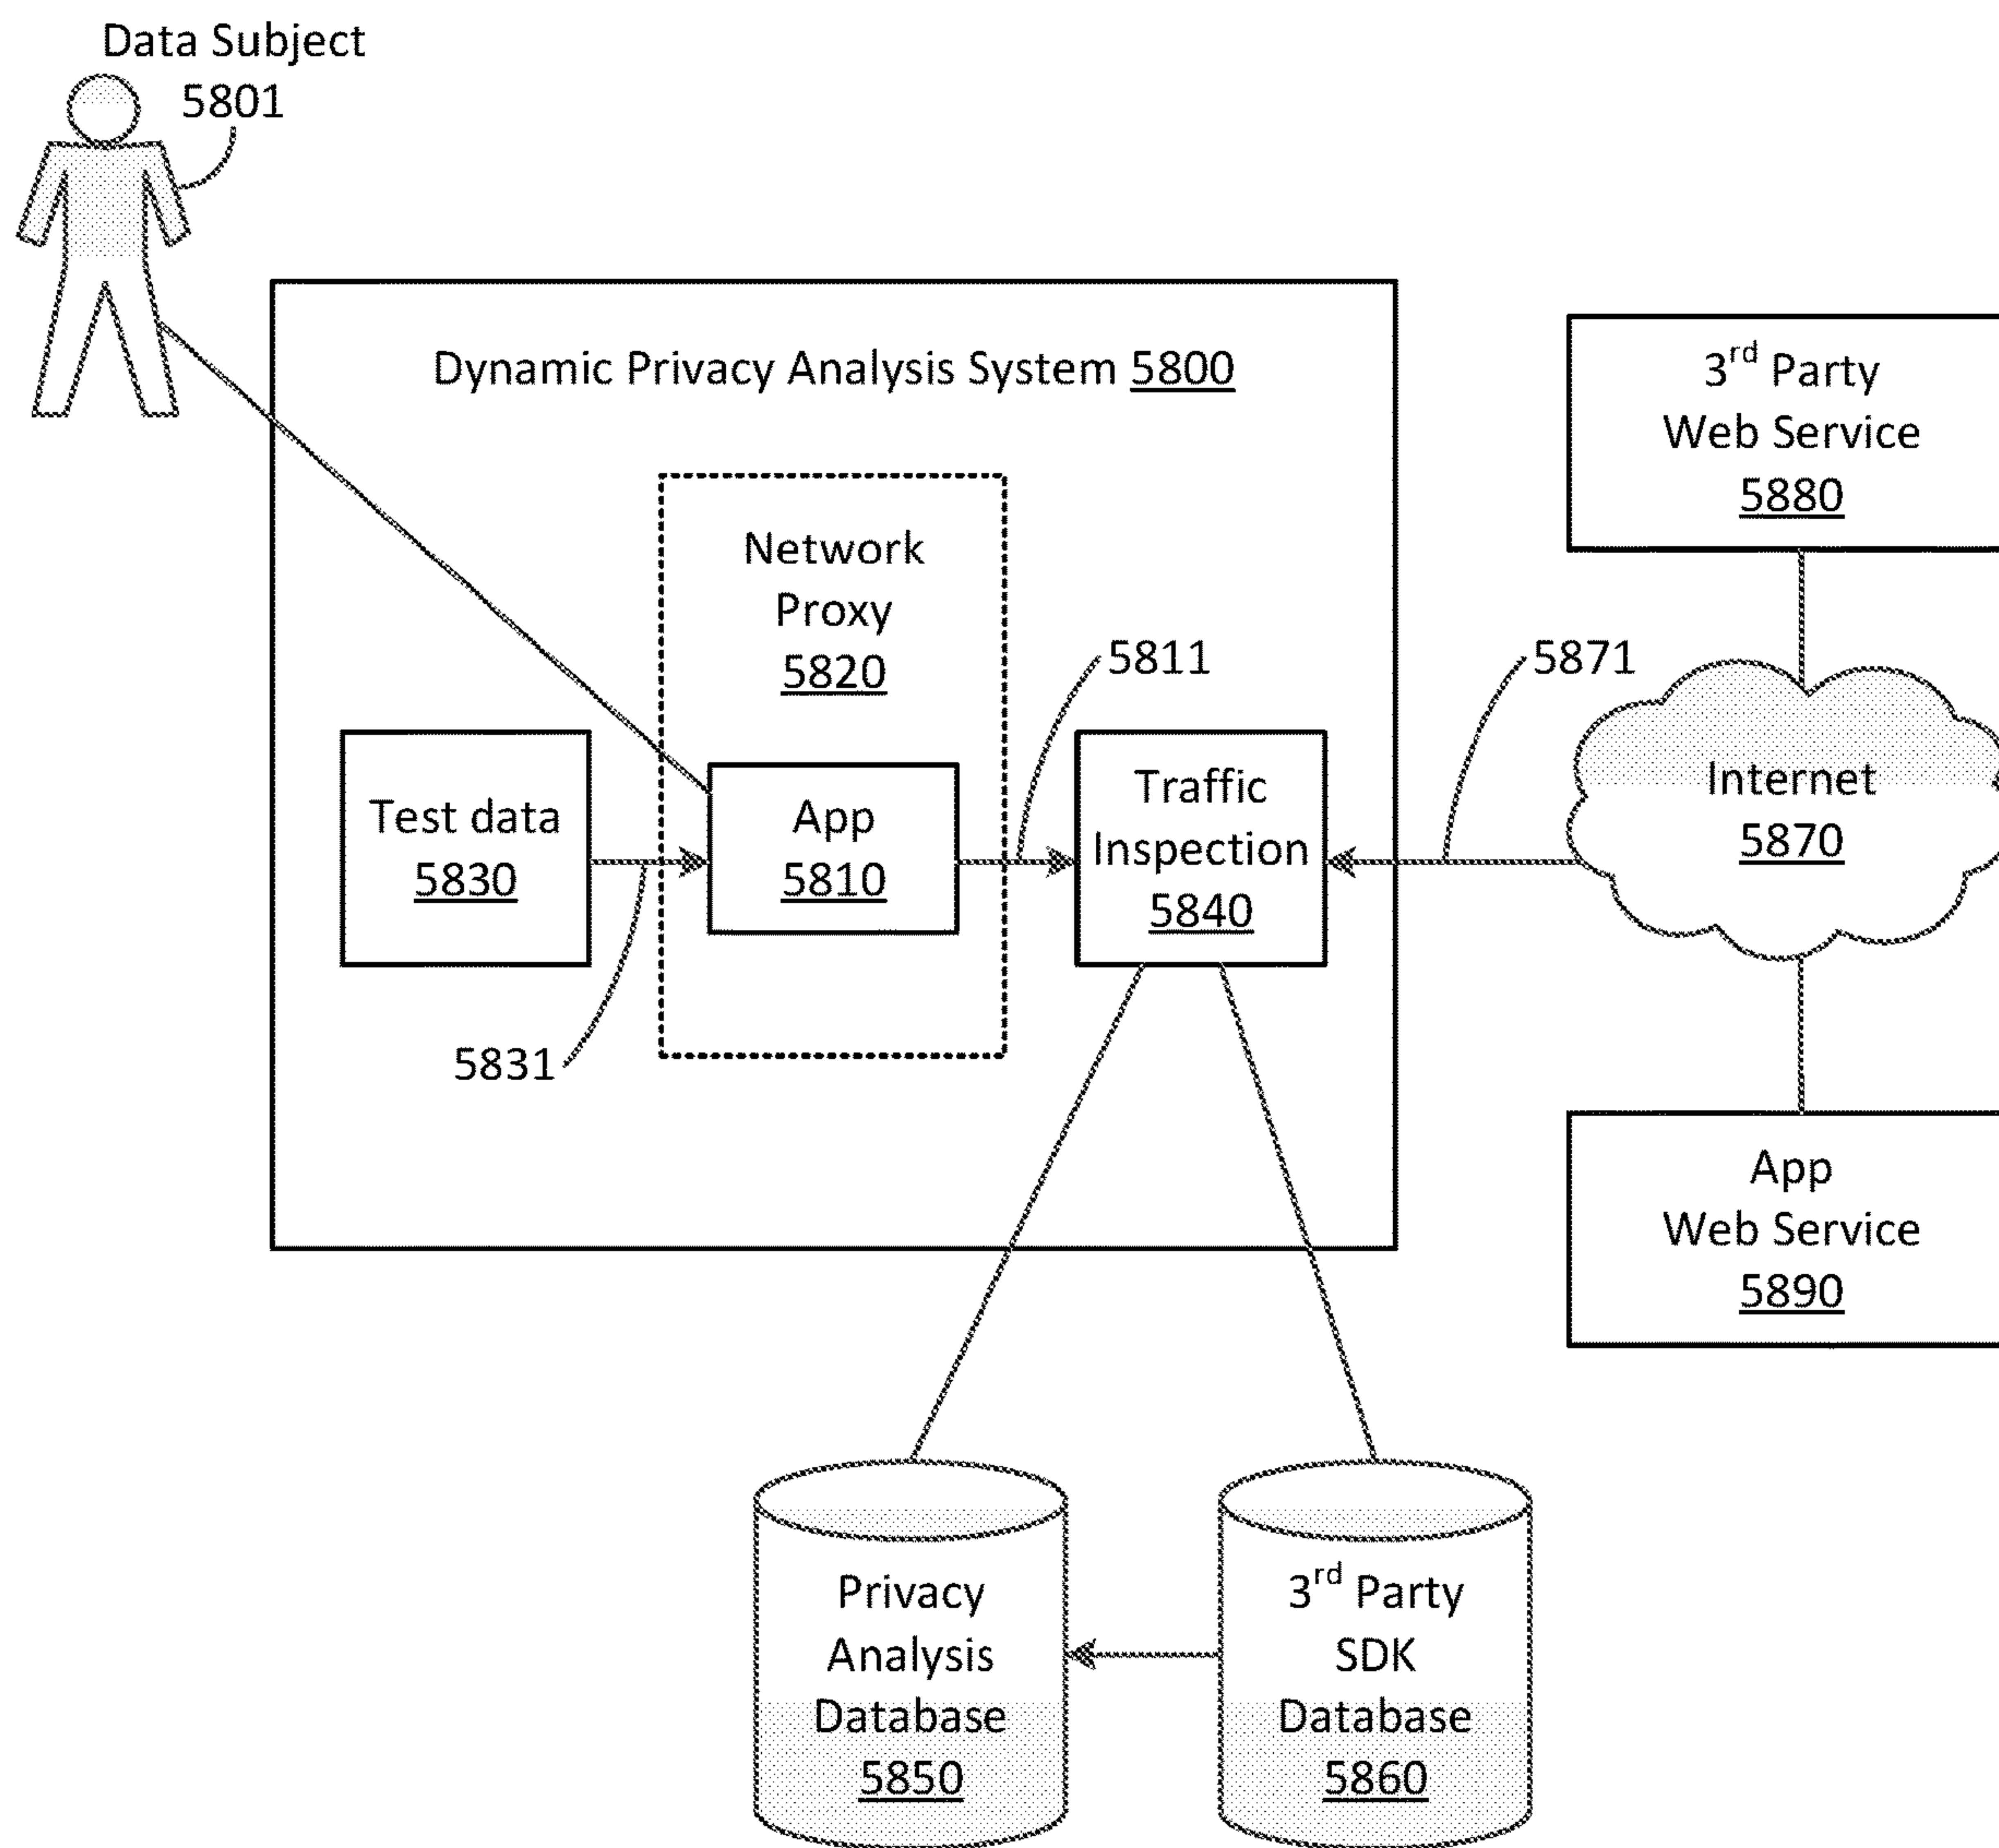 Data Subject
5801
Dynamic Privacy Analysis System 5800
Network
Proxy
5820
5811
Test data
5830
App
5810
Traffic
Inspection
5840
5831
5871
3rd Party
Web Service
5880
Internet
5870
App
Web Service
5890
Privacy
Analysis
Database
5850
3rd Party
SDK
Database
5860